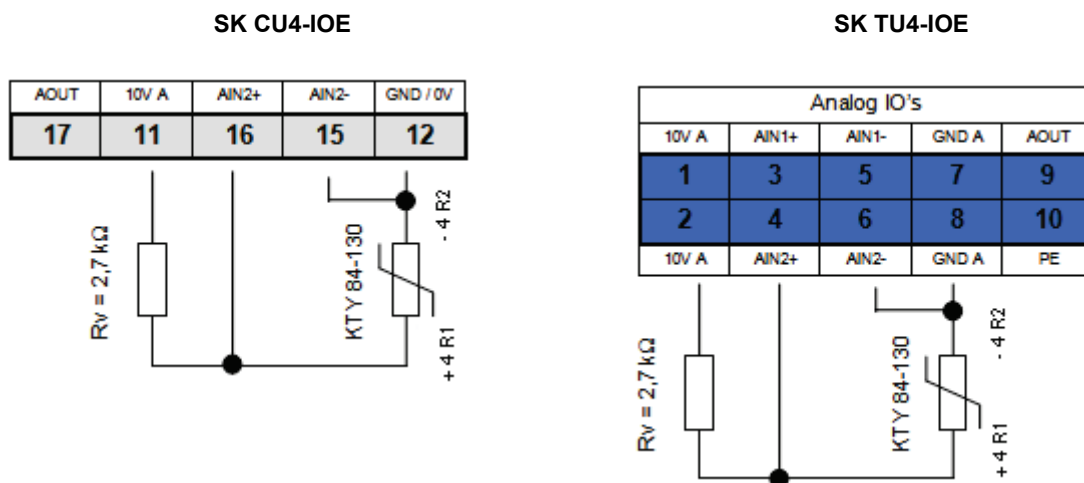 SK CU4-IOE
AOUT 10V A AIN2+ AIN2- GND / 0V
17 11 16 15 12
Rv = 2,7 kΩ
KTY 84-130
- 4 R2
+ 4 R1
SK TU4-IOE
Analog IO's
10V A AIN1+ AIN1- GND A AOUT
1 3 5 7 9
2 4 6 8 10
10V A AIN2+ AIN2- GND A PE
Rv = 2,7 kΩ
KTY 84-130
- 4 R2
+ 4 R1